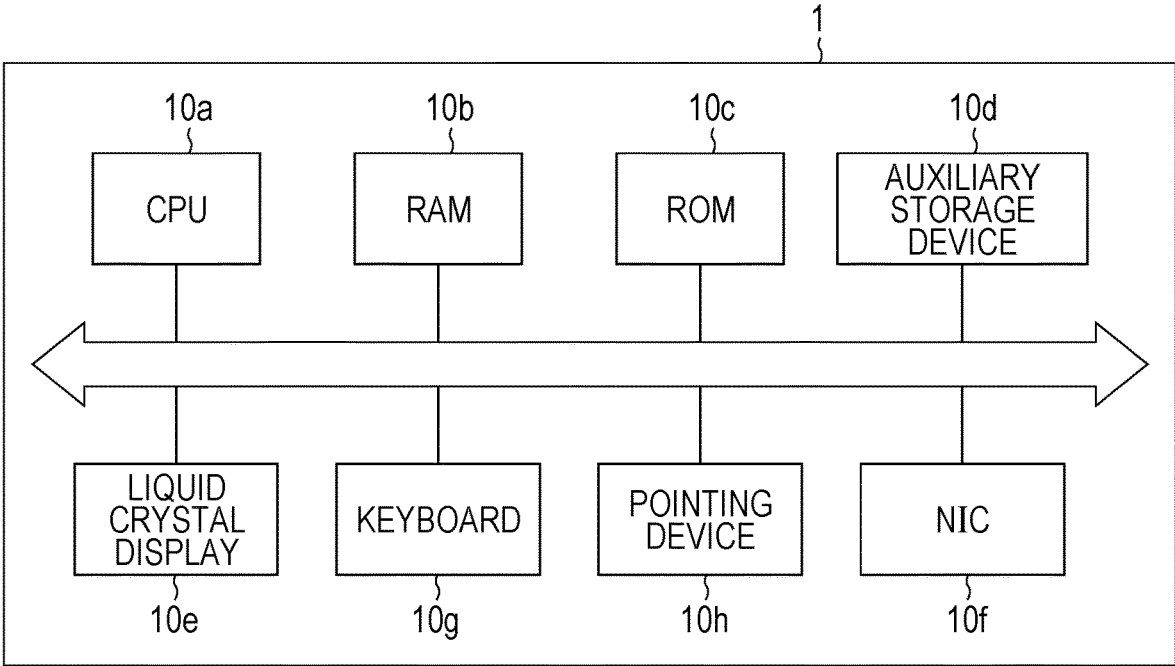 1
10a
10b
10c
10d
CPU
RAM
ROM
AUXILIARY
STORAGE
DEVICE
LIQUID
CRYSTAL
DISPLAY
KEYBOARD
POINTING
DEVICE
NIC
10e
10g
10h
10f